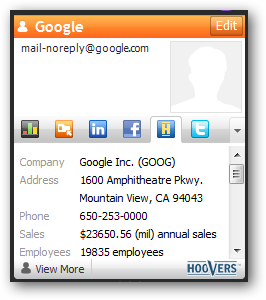 Google Edit
mail-noreply@google.com
Company Google Inc. (GOOG)
Address 1600 Amphitheatre Pkwy.
Mountain View, CA 94043
Phone 650-253-0000
Sales $23650.56 (mil) annual sales
Employees 19835 employees
View More HOOVERS™